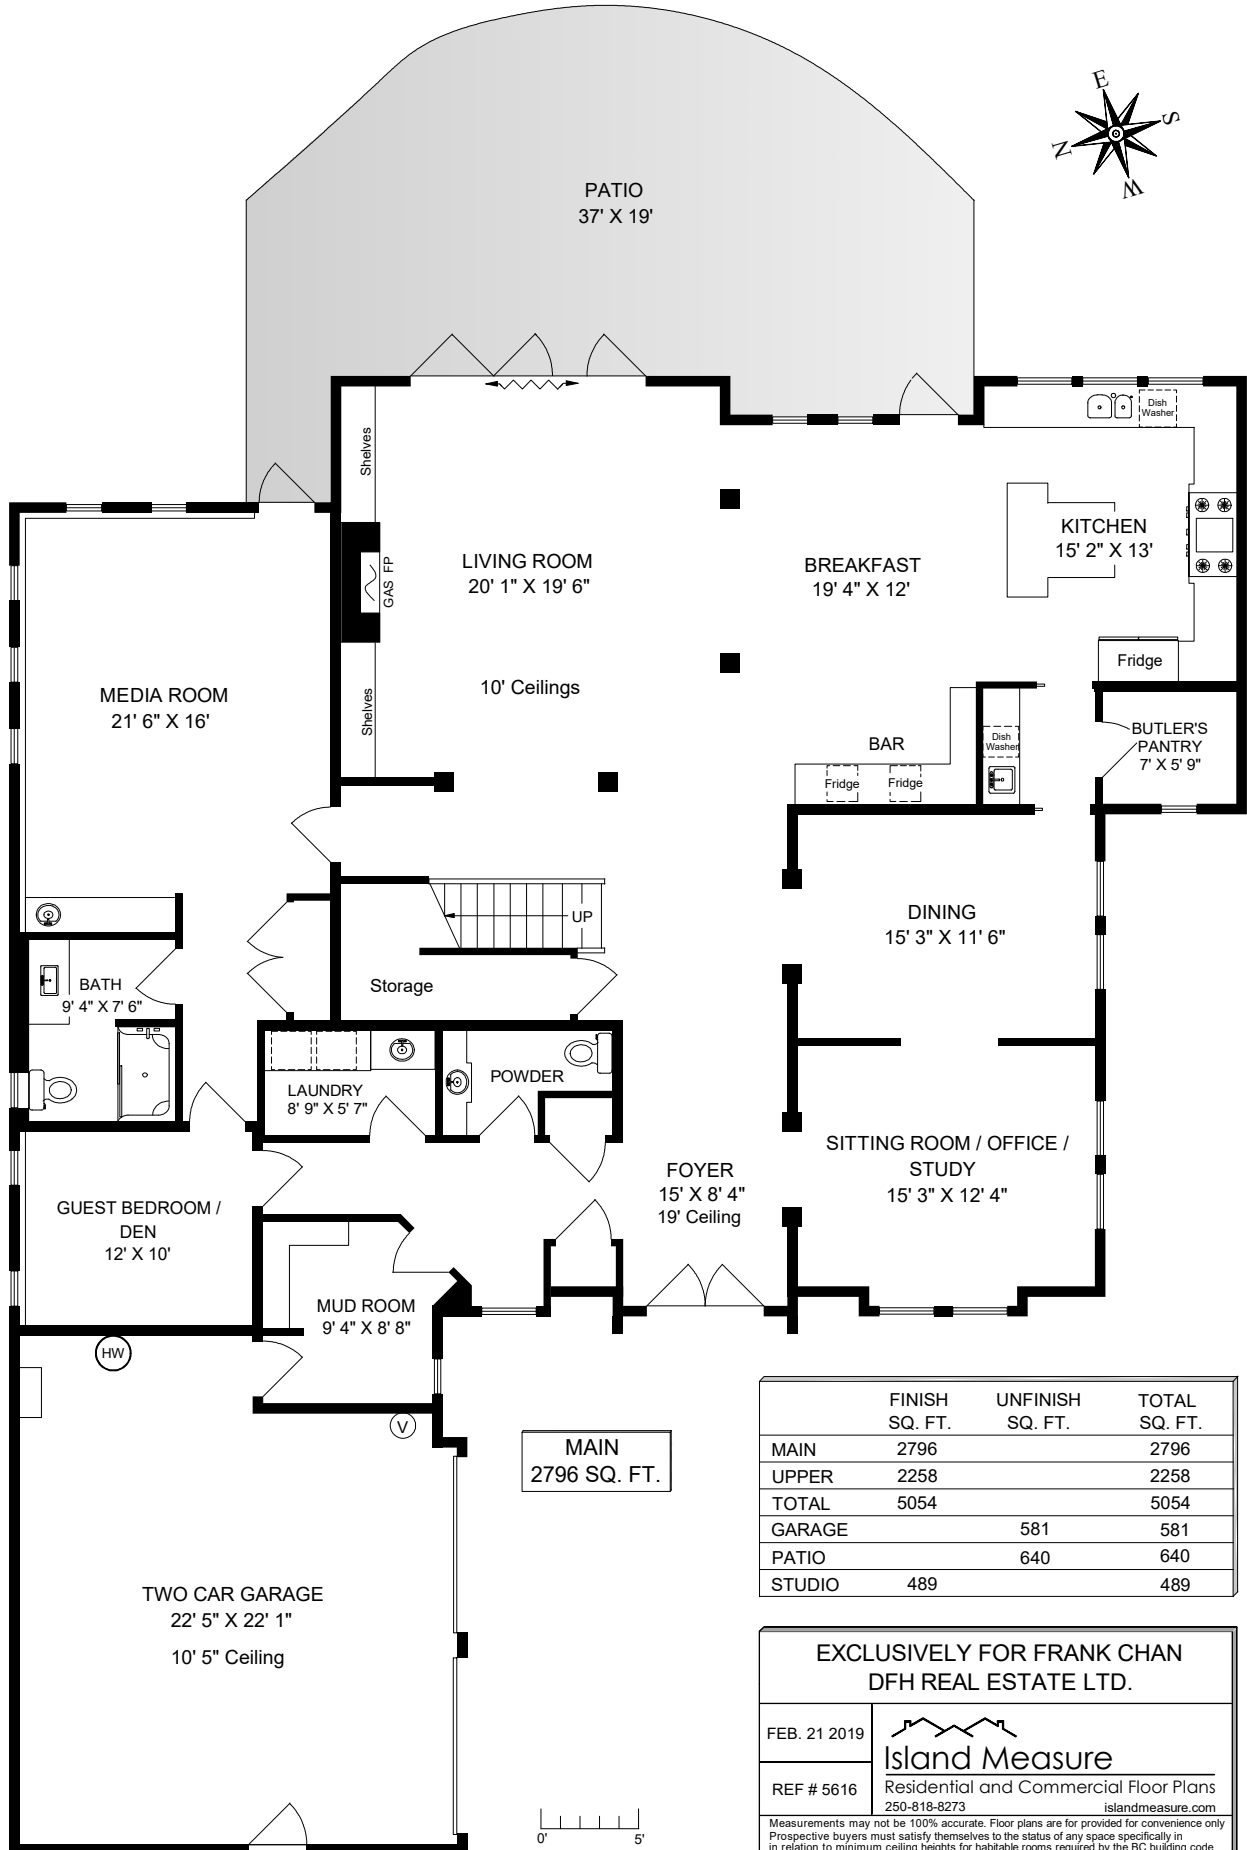 E
S
N
W
PATIO
37' X 19'
Shelves
GAS FP
Shelves
LIVING ROOM
20' 1" X 19' 6"
10' Ceilings
Dish
Washer
KITCHEN
15' 2" X 13'
BREAKFAST
19' 4" X 12'
Fridge
MEDIA ROOM
21' 6" X 16'
BAR
Fridge
Fridge
Dish
Washer
BUTLER'S
PANTRY
7' X 5' 9"
DINING
15' 3" X 11' 6"
UP
Storage
BATH
9' 4" X 7' 6"
LAUNDRY
8' 9" X 5' 7"
POWDER
SITTING ROOM / OFFICE /
STUDY
15' 3" X 12' 4"
FOYER
15' X 8' 4"
19' Ceiling
GUEST BEDROOM /
DEN
12' X 10'
MUD ROOM
9' 4" X 8' 8"
HW
V
MAIN
2796 SQ. FT.
TWO CAR GARAGE
22' 5" X 22' 1"
10' 5" Ceiling
FINISH UNFINISH TOTAL
SQ. FT. SQ. FT. SQ. FT.
MAIN 2796 2796
UPPER 2258 2258
TOTAL 5054 5054
GARAGE 581 581
PATIO 640 640
STUDIO 489 489
0' 5'
EXCLUSIVELY FOR FRANK CHAN
DFH REAL ESTATE LTD.
FEB. 21 2019
REF # 5616
Island Measure
Residential and Commercial Floor Plans
250-818-8273 islandmeasure.com
Measurements may not be 100% accurate. Floor plans are for provided for convenience only
Prospective buyers must satisfy themselves to the status of any space specifically in
in relation to minimum ceiling heights for habitable rooms required by the BC building code